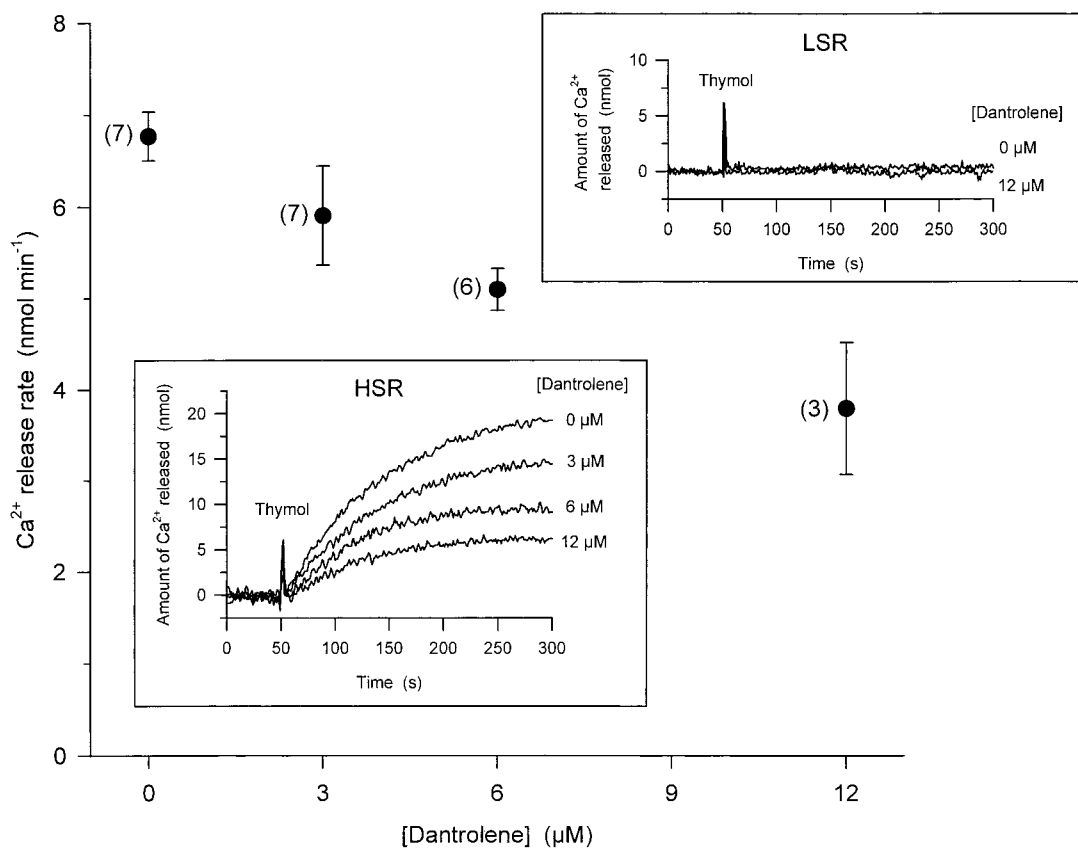 8
6
4
2
0
Ca²⁺ release rate (nmol min⁻¹)
(7)
(7)
(6)
(3)
0
3
6
9
12
[Dantrolene] (µM)
LSR
10
5
0
Amount of Ca²⁺
released (nmol)
Thymol
[Dantrolene]
0 µM
12 µM
0
50
100
150
200
250
300
Time (s)
HSR
20
15
10
5
0
Amount of Ca²⁺ released (nmol)
Thymol
[Dantrolene]
0 µM
3 µM
6 µM
12 µM
0
50
100
150
200
250
300
Time (s)